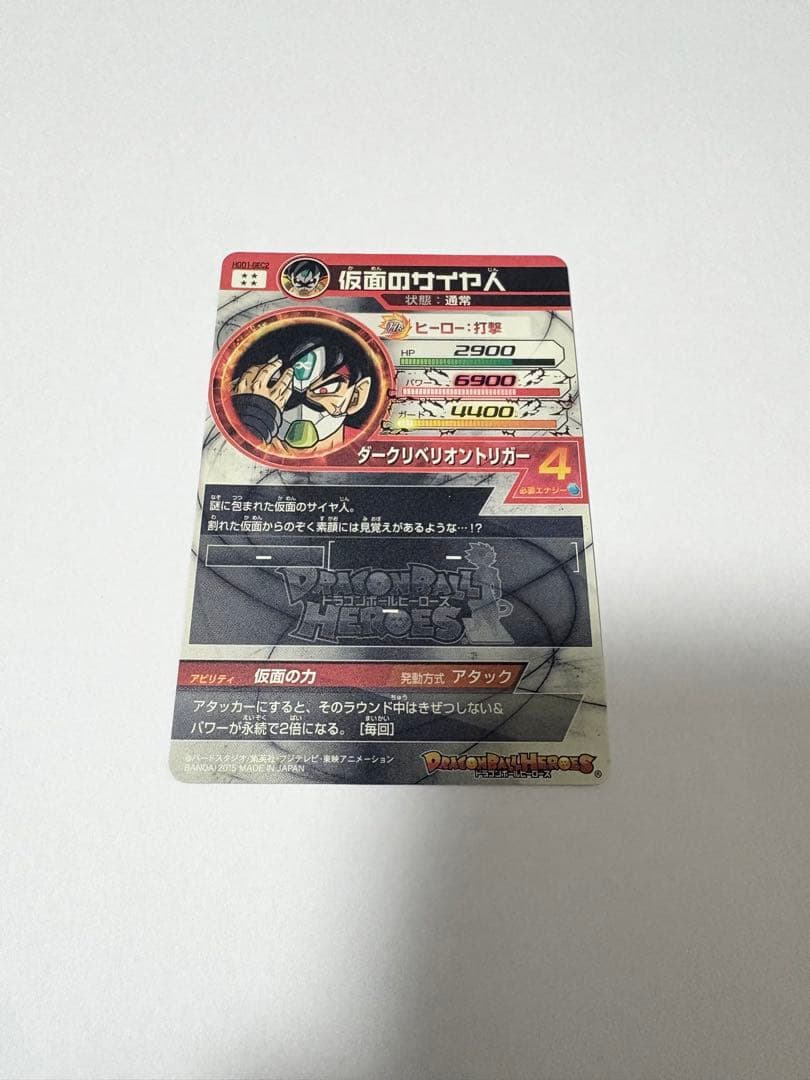 HGD1-SEC2
仮面のサイヤ人
状態：通常
ヒーロー：打撃
HP 2900
パワー 6900
ガード 4400
ダークリベリオントリガー 4
必要エナジー
謎に包まれた仮面のサイヤ人。
割れた仮面からのぞく素顔には見覚えがあるような…!?
DRAGONBALL
ドラゴンボールヒーローズ
HEROES
アビリティ 仮面の力 発動方式 アタック
アタッカーにすると、そのラウンド中はきぜつしない&
パワーが永続で2倍になる。 [毎回]
©バードスタジオ/集英社・フジテレビ・東映アニメーション
BANDAI 2015 MADE IN JAPAN
DRAGONBALL HEROES
ドラゴンボールヒーローズ